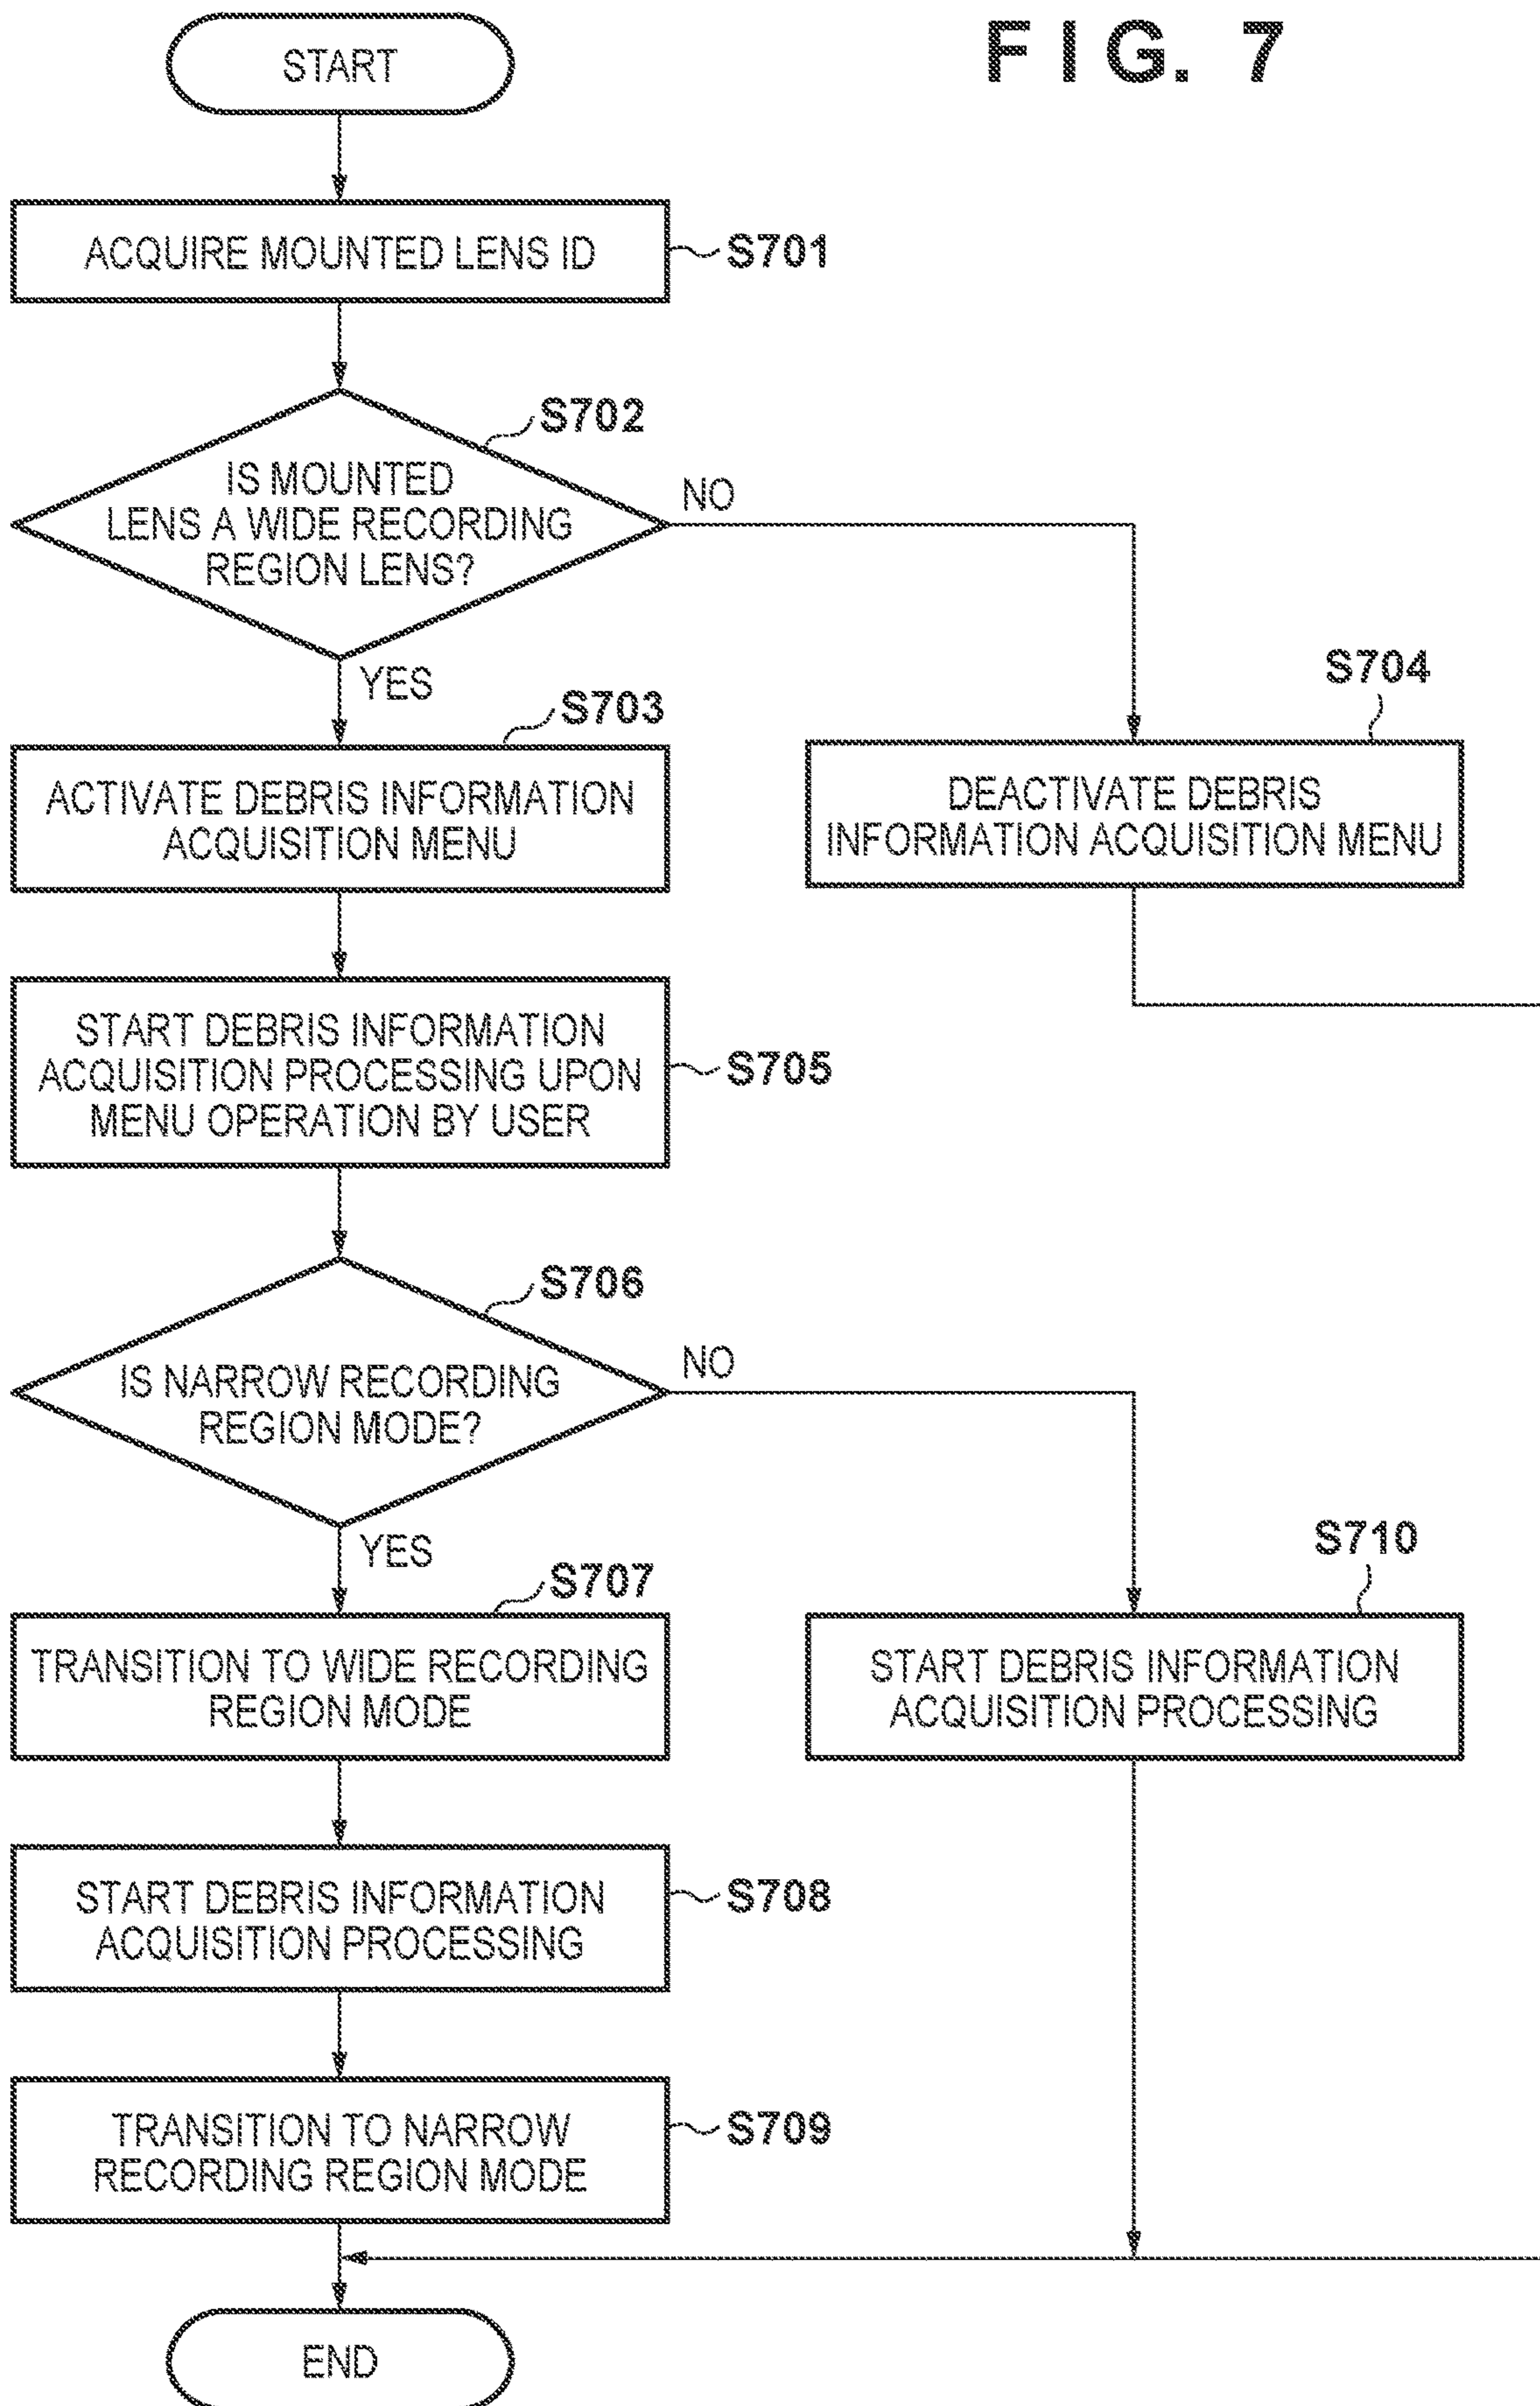 FIG. 7
START
ACQUIRE MOUNTED LENS ID
S701
S702
IS MOUNTED
LENS A WIDE RECORDING
REGION LENS?
NO
YES
S703
ACTIVATE DEBRIS INFORMATION
ACQUISITION MENU
S704
DEACTIVATE DEBRIS
INFORMATION ACQUISITION MENU
START DEBRIS INFORMATION
ACQUISITION PROCESSING UPON
MENU OPERATION BY USER
S705
S706
IS NARROW RECORDING
REGION MODE?
NO
YES
S707
TRANSITION TO WIDE RECORDING
REGION MODE
S710
START DEBRIS INFORMATION
ACQUISITION PROCESSING
START DEBRIS INFORMATION
ACQUISITION PROCESSING
S708
TRANSITION TO NARROW
RECORDING REGION MODE
S709
END